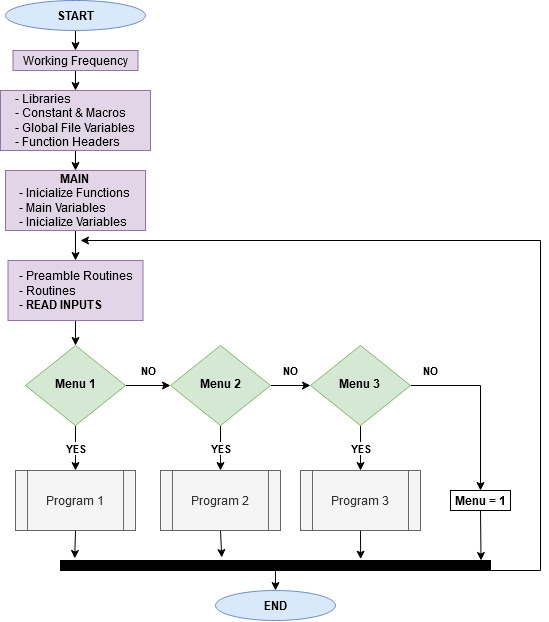 START
Working Frequency
- Libraries
- Constant & Macros
- Global File Variables
- Function Headers
MAIN
- Inicialize Functions
- Main Variables
- Inicialize Variables
- Preamble Routines
- Routines
- READ INPUTS
Menu 1
NO
Menu 2
NO
Menu 3
NO
YES
YES
YES
Program 1
Program 2
Program 3
Menu = 1
END